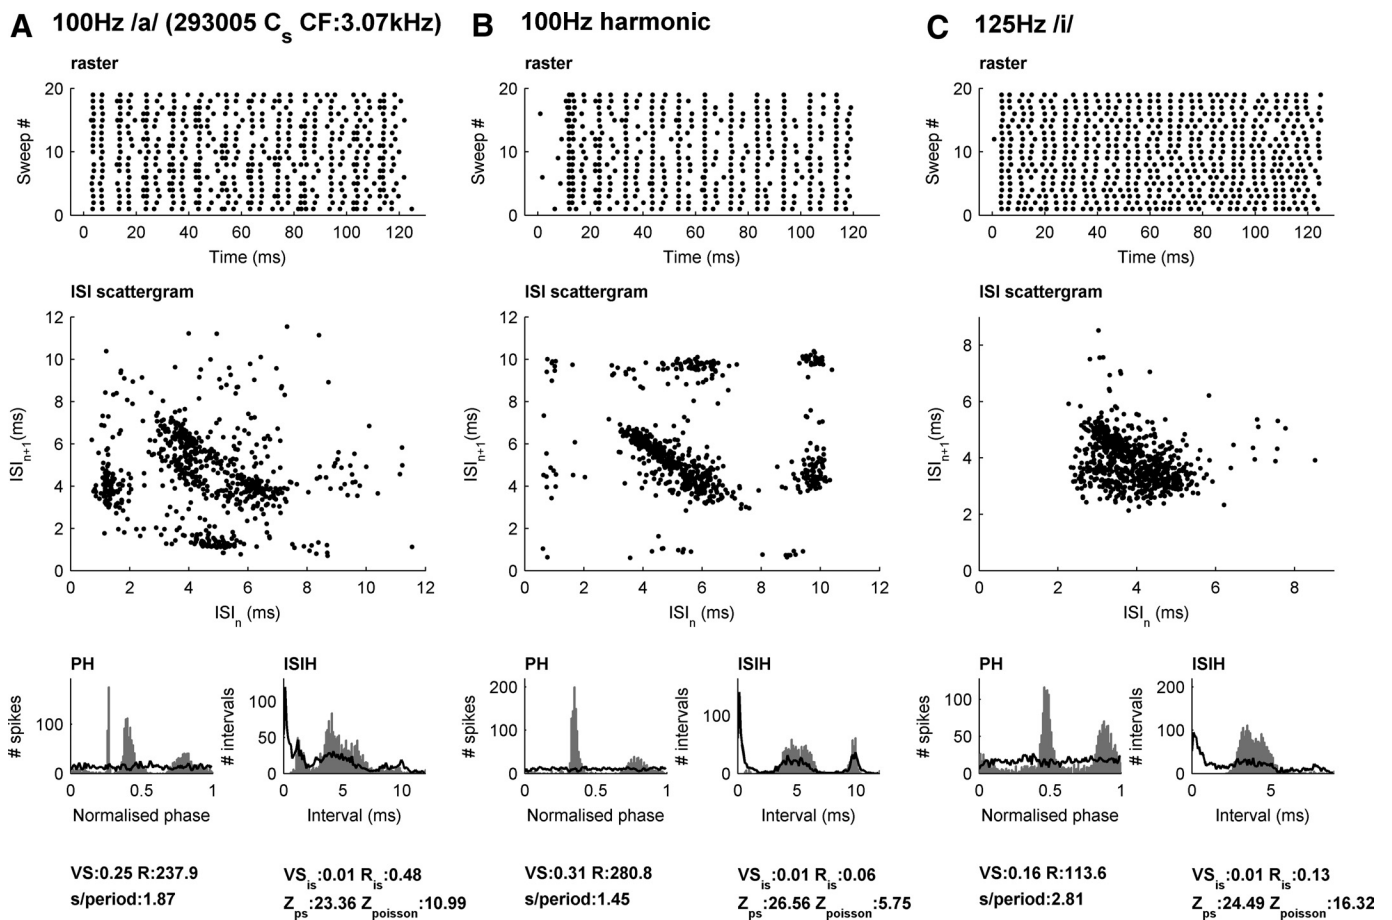 A 100Hz /a/ (293005 Cs CF:3.07kHz)
raster
Sweep #
20
10
0
0 20 40 60 80 100 120
Time (ms)
ISI scattergram
ISIn+1(ms)
12
10
8
6
4
2
0
0 2 4 6 8 10 12
ISIn (ms)
PH
# spikes
100
0
0 0.5 1
Normalised phase
ISIH
# intervals
100
50
0
0 5 10
Interval (ms)
VS:0.25 R:237.9
s/period:1.87
VSis:0.01 Ris:0.48
Zps:23.36 Zpoisson:10.99
B 100Hz harmonic
raster
Sweep #
20
10
0
0 20 40 60 80 100 120
Time (ms)
ISI scattergram
ISIn+1(ms)
12
10
8
6
4
2
0
0 2 4 6 8 10 12
ISIn (ms)
PH
# spikes
200
100
0
0 0.5 1
Normalised phase
ISIH
# intervals
100
0
0 5 10
Interval (ms)
VS:0.31 R:280.8
s/period:1.45
VSis:0.01 Ris:0.06
Zps:26.56 Zpoisson:5.75
C 125Hz /i/
raster
Sweep #
20
10
0
0 20 40 60 80 100 120
Time (ms)
ISI scattergram
ISIn+1(ms)
8
6
4
2
0
0 2 4 6 8
ISIn (ms)
PH
# spikes
100
50
0
0 0.5 1
Normalised phase
ISIH
# intervals
200
100
0
0 5
Interval (ms)
VS:0.16 R:113.6
s/period:2.81
VSis:0.01 Ris:0.13
Zps:24.49 Zpoisson:16.32